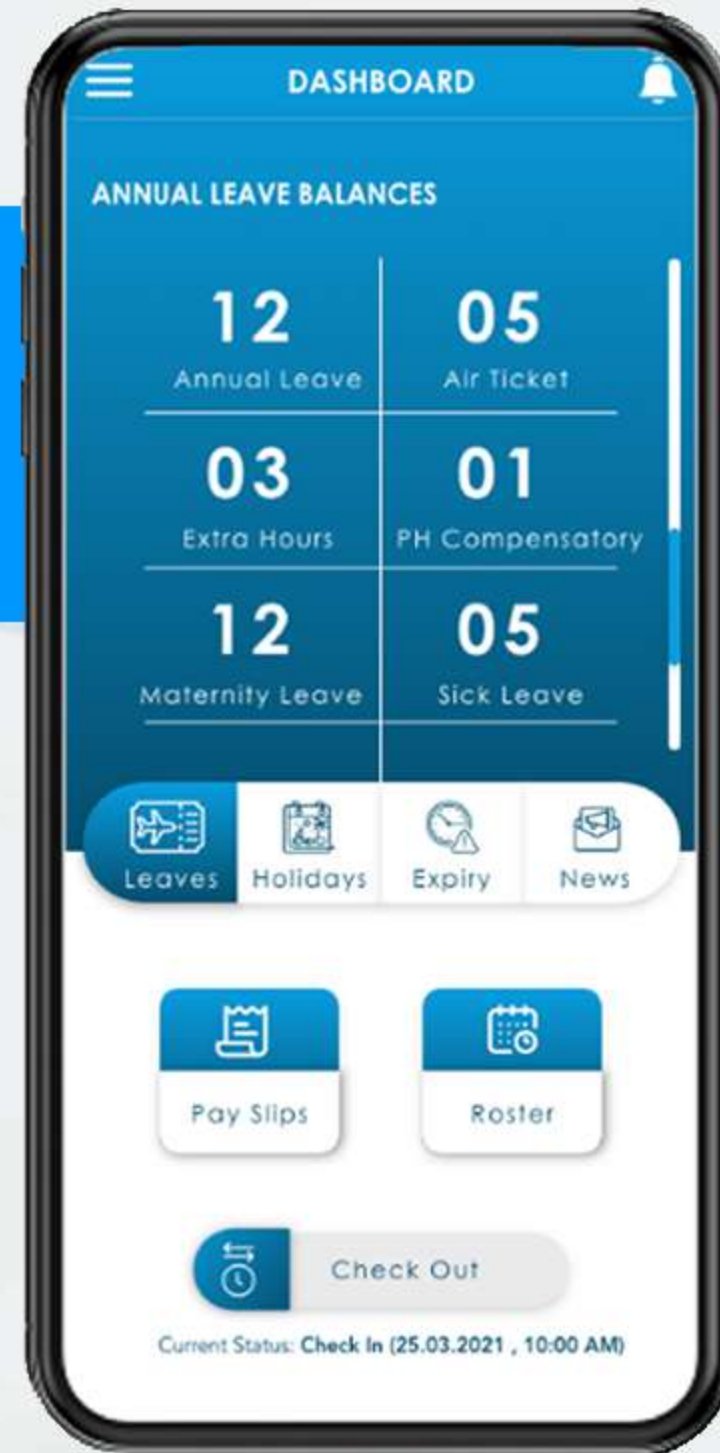 DASHBOARD
ANNUAL LEAVE BALANCES
12 05
Annual Leave Air Ticket
03 01
Extra Hours PH Compensatory
12 05
Maternity Leave Sick Leave
Leaves Holidays Expiry News
Pay Slips Roster
Check Out
Current Status: Check In (25.03.2021 , 10:00 AM)